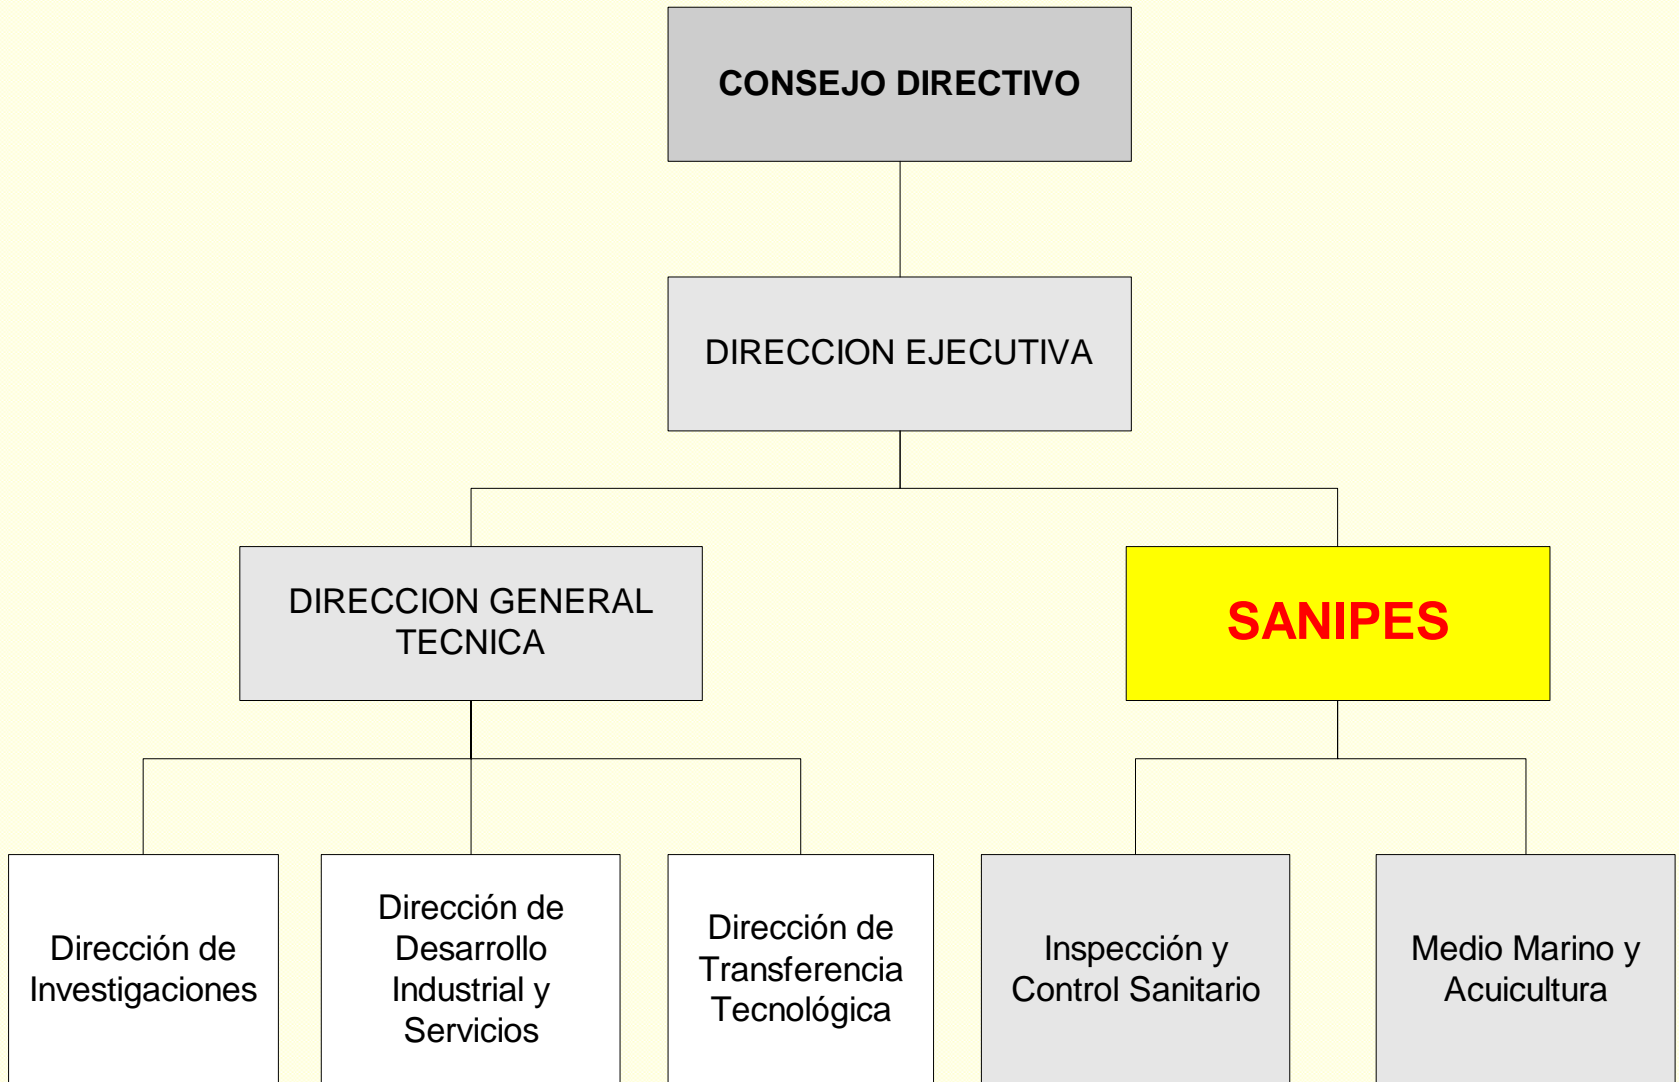 CONSEJO DIRECTIVO
DIRECCION EJECUTIVA
DIRECCION GENERAL
TECNICA
SANIPES
Dirección de
Investigaciones
Dirección de
Desarrollo
Industrial y
Servicios
Dirección de
Transferencia
Tecnológica
Inspección y
Control Sanitario
Medio Marino y
Acuicultura